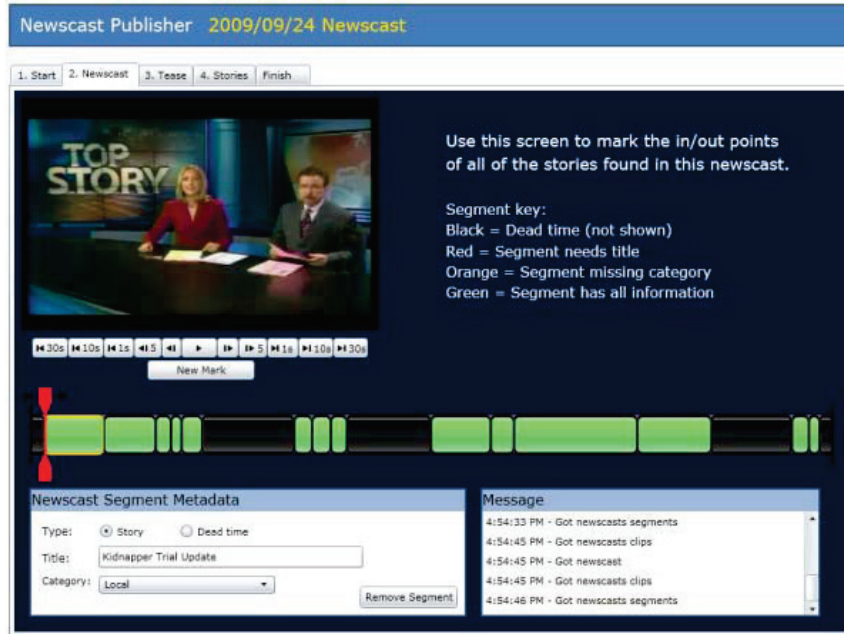 Newscast Publisher 2009/09/24 Newscast
1. Start 2. Newscast 3. Tease 4. Stories Finish
TOP
STORY
Use this screen to mark the in/out points
of all of the stories found in this newscast.
Segment key:
Black = Dead time (not shown)
Red = Segment needs title
Orange = Segment missing category
Green = Segment has all information
30s 10s 1s .5 5 1s 10s 30s
New Mark
Newscast Segment Metadata
Type: Story Dead time
Title: Kidnapper Trial Update
Category: Local
Remove Segment
Message
4:54:33 PM - Got newscasts segments
4:54:45 PM - Got newscasts clips
4:54:45 PM - Got newscast
4:54:45 PM - Got newscasts clips
4:54:46 PM - Got newscasts segments